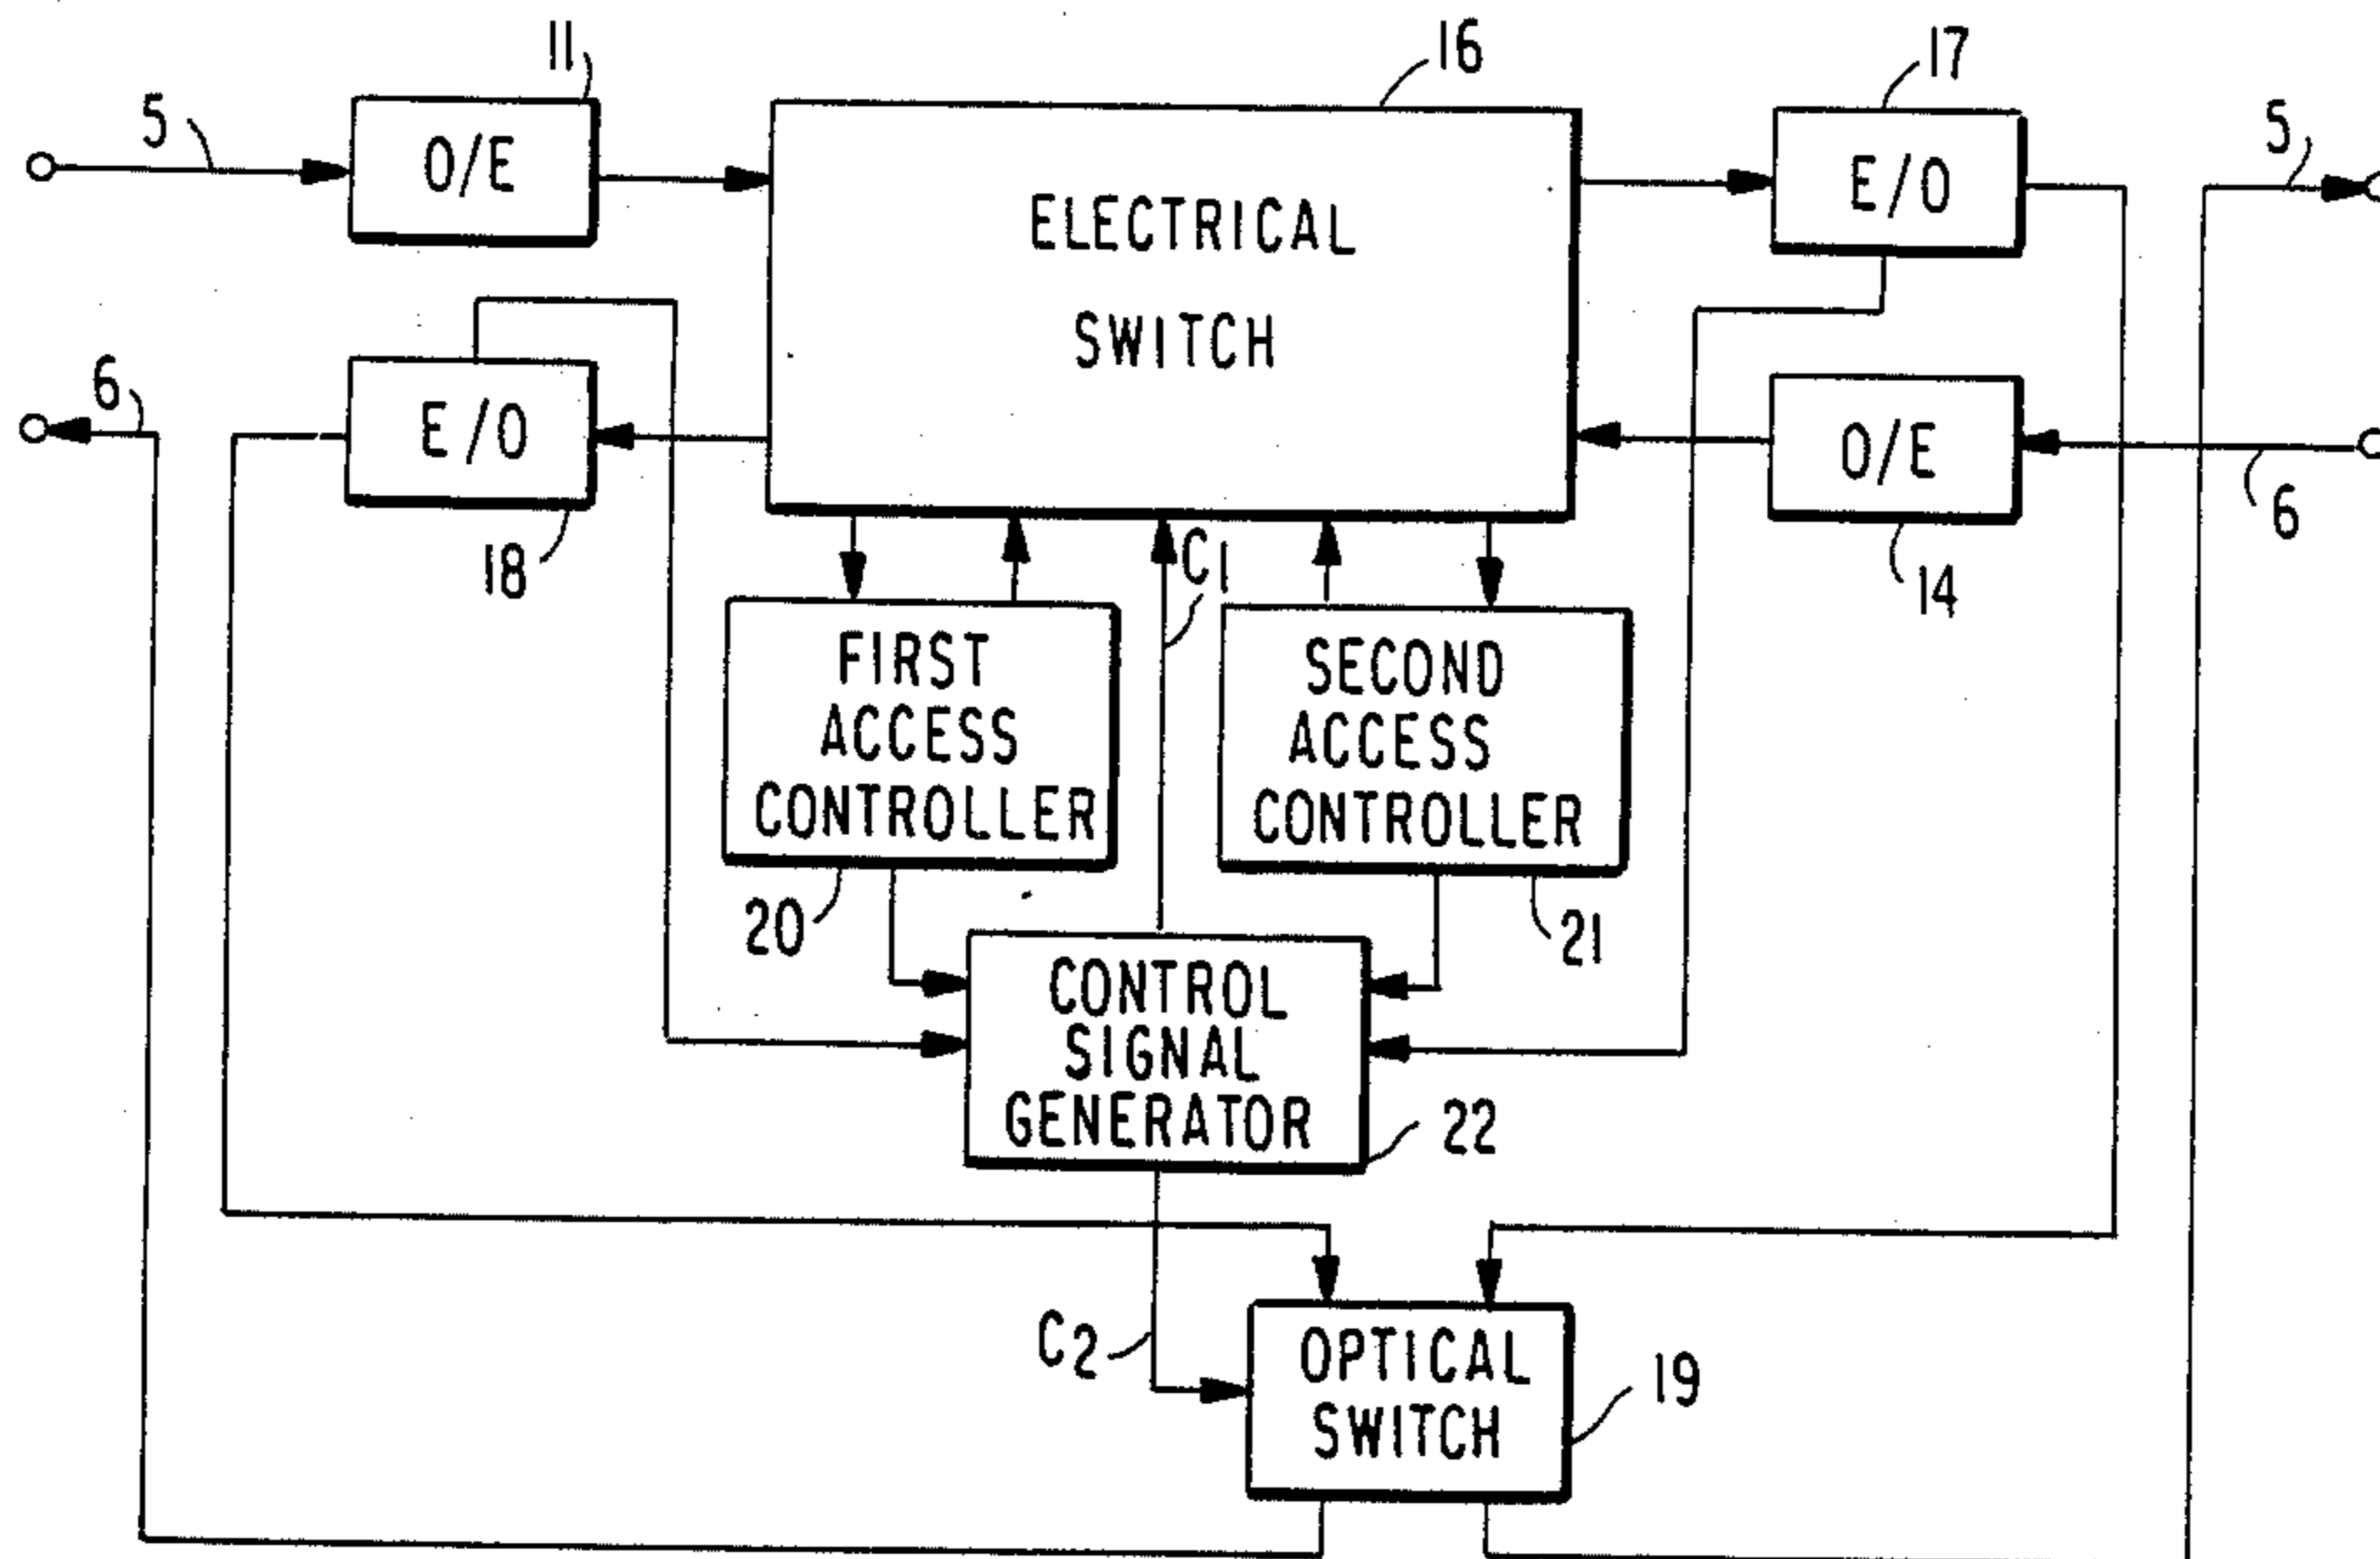 11
16
17
5
O/E
E/O
5
ELECTRICAL
SWITCH
6
E/O
O/E
6
18
C1
14
FIRST
ACCESS
CONTROLLER
SECOND
ACCESS
CONTROLLER
20
21
CONTROL
SIGNAL
GENERATOR
22
C2
OPTICAL
SWITCH
19